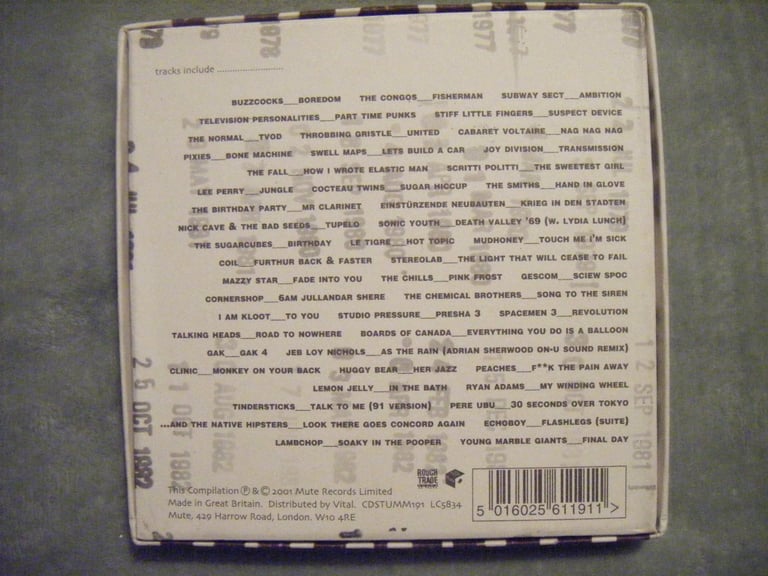 tracks include ..........................
BUZZCOCKS___BOREDOM THE CONGOS___FISHERMAN SUBWAY SECT___AMBITION
TELEVISION PERSONALITIES___PART TIME PUNKS STIFF LITTLE FINGERS___SUSPECT DEVICE
THE NORMAL___TVOD THROBBING GRISTLE___UNITED CABARET VOLTAIRE___NAG NAG NAG
PIXIES___BONE MACHINE SWELL MAPS___LETS BUILD A CAR JOY DIVISION___TRANSMISSION
THE FALL___HOW I WROTE ELASTIC MAN SCRITTI POLITTI___THE SWEETEST GIRL
LEE PERRY___JUNGLE COCTEAU TWINS___SUGAR HICCUP THE SMITHS___HAND IN GLOVE
THE BIRTHDAY PARTY___MR CLARINET EINSTÜRZENDE NEUBAUTEN___KRIEG IN DEN STADTEN
NICK CAVE & THE BAD SEEDS___TUPELO SONIC YOUTH___DEATH VALLEY '69 (W. LYDIA LUNCH)
THE SUGARCUBES___BIRTHDAY LE TIGRE___HOT TOPIC MUDHONEY___TOUCH ME I'M SICK
COIL___FURTHUR BACK & FASTER STEREOLAB___THE LIGHT THAT WILL CEASE TO FAIL
MAZZY STAR___FADE INTO YOU THE CHILLS___PINK FROST GESCOM___SCIEW SPOC
CORNERSHOP___6AM JULLANDAR SHERE THE CHEMICAL BROTHERS___SONG TO THE SIREN
I AM KLOOT___TO YOU STUDIO PRESSURE___PRESHA 3 SPACEMEN 3___REVOLUTION
TALKING HEADS___ROAD TO NOWHERE BOARDS OF CANADA___EVERYTHING YOU DO IS A BALLOON
GAK___GAK 4 JEB LOY NICHOLS___AS THE RAIN (ADRIAN SHERWOOD ON-U SOUND REMIX)
CLINIC___MONKEY ON YOUR BACK HUGGY BEAR___HER JAZZ PEACHES___F**K THE PAIN AWAY
LEMON JELLY___IN THE BATH RYAN ADAMS___MY WINDING WHEEL
TINDERSTICKS___TALK TO ME (91 VERSION) PERE UBU___30 SECONDS OVER TOKYO
...AND THE NATIVE HIPSTERS___LOOK THERE GOES CONCORD AGAIN ECHOBOY___FLASHLEGS (SUITE)
LAMBCHOP___SOAKY IN THE POOPER YOUNG MARBLE GIANTS___FINAL DAY
ROUGH
TRADE
This Compilation ℗ & © 2001 Mute Records Limited
Made in Great Britain. Distributed by Vital. CDSTUMM191 LC5834
Mute, 429 Harrow Road, London. W10 4RE
5 016025 611911 >
25 OCT 1982
11 OCT 198
12 SEP 1981